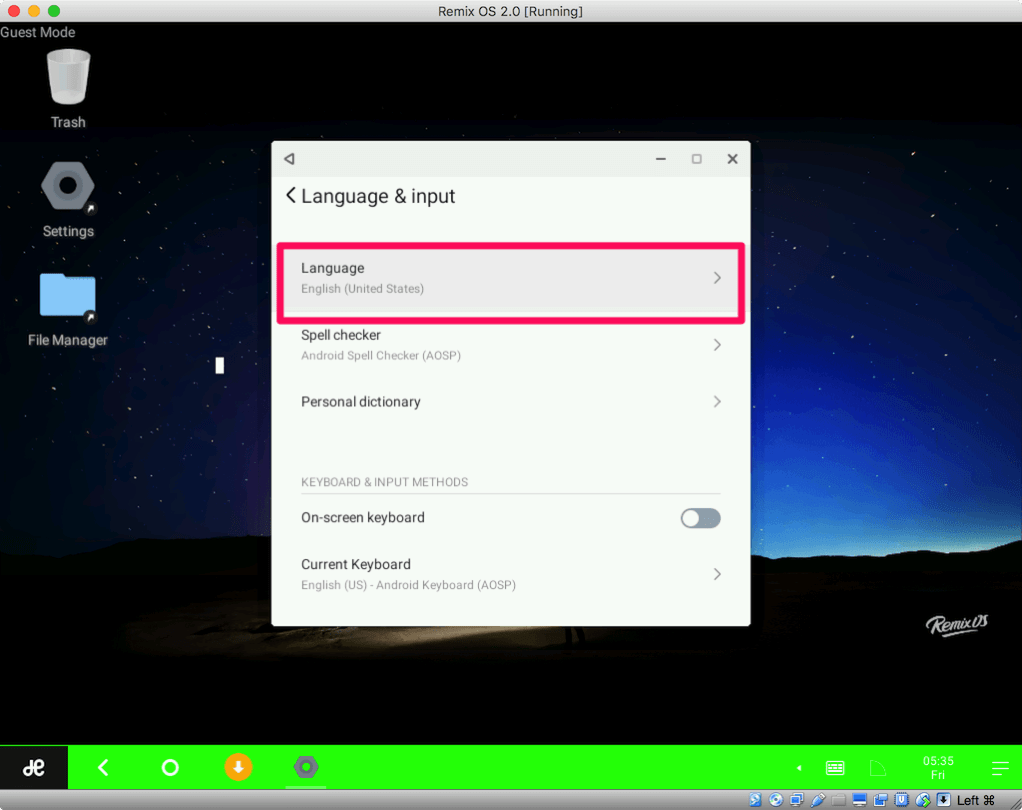 Remix OS 2.0 [Running]
Guest Mode
Trash
Settings
File Manager
Language & input
Language
English (United States)
Spell checker
Android Spell Checker (AOSP)
Personal dictionary
KEYBOARD & INPUT METHODS
On-screen keyboard
Current Keyboard
English (US) - Android Keyboard (AOSP)
Remix OS
05:35
Fri
Left ⌘